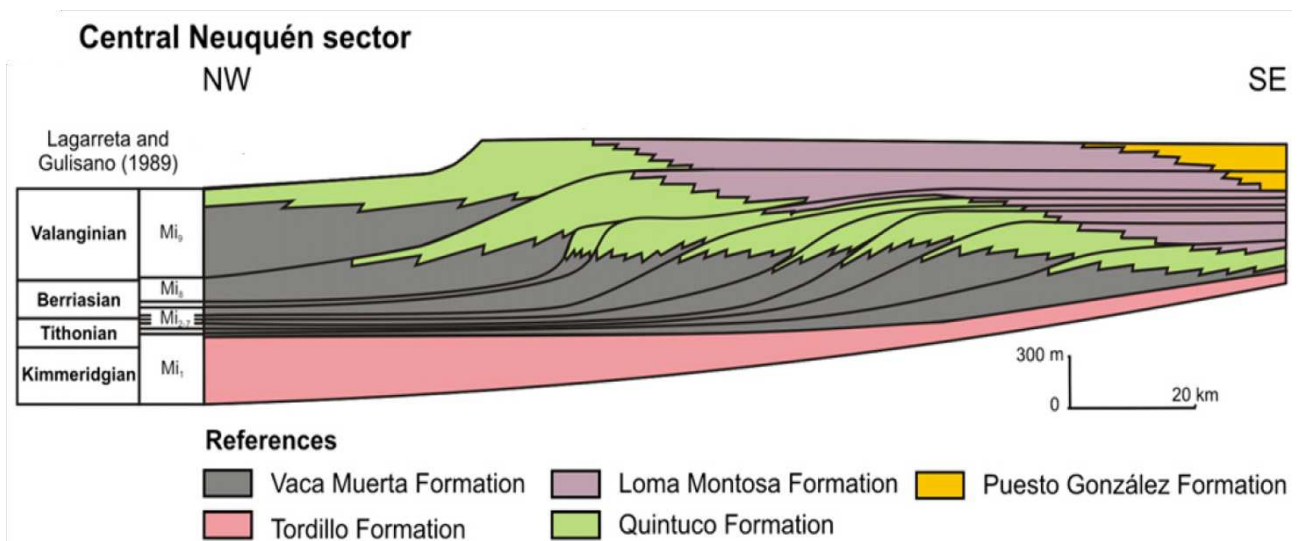 Central Neuquén sector
NW
SE
Lagarreta and
Gulisano (1989)
Valanginian
Mi9
Berriasian
Mi8
Mi2-7
Tithonian
Kimmeridgian
Mi1
300 m
0
20 km
References
Vaca Muerta Formation
Loma Montosa Formation
Puesto González Formation
Tordillo Formation
Quintuco Formation